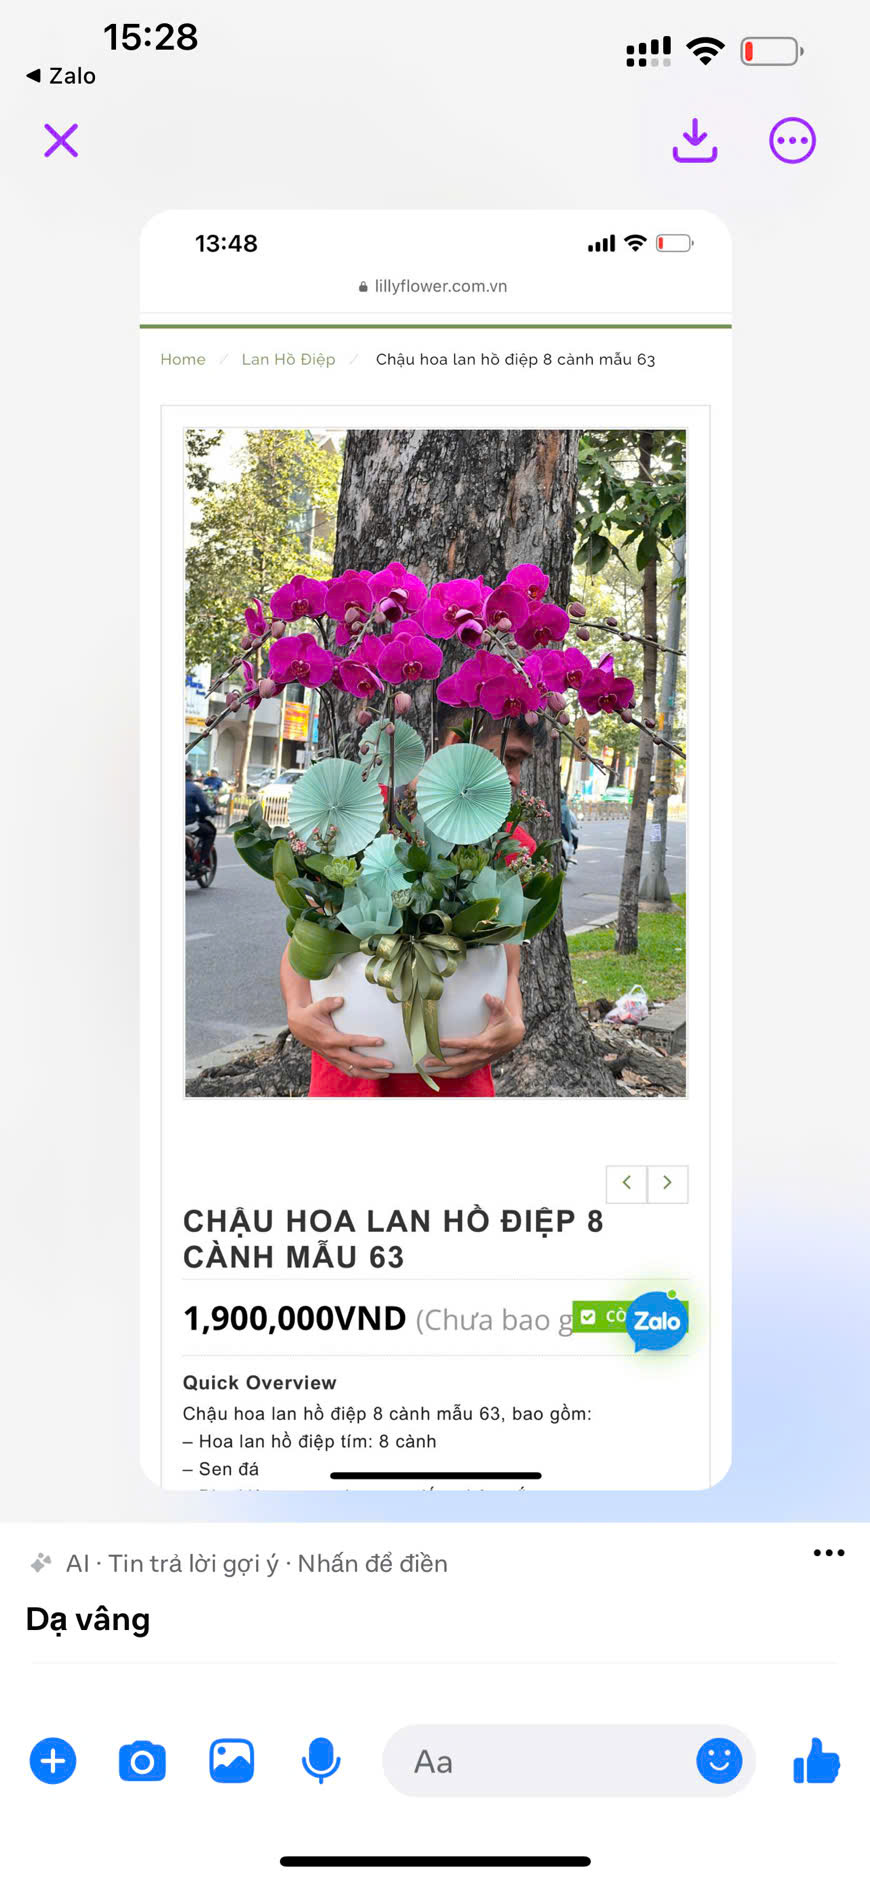 15:28
◀ Zalo
13:48
lillyflower.com.vn
Home / Lan Hồ Điệp / Chậu hoa lan hồ điệp 8 cành mẫu 63
CHẬU HOA LAN HỒ ĐIỆP 8
CÀNH MẪU 63
1,900,000VND (Chưa bao g
CÒ
Zalo
Quick Overview
Chậu hoa lan hồ điệp 8 cành mẫu 63, bao gồm:
– Hoa lan hồ điệp tím: 8 cành
– Sen đá
AI · Tin trả lời gợi ý · Nhấn để điền
Dạ vâng
Aa